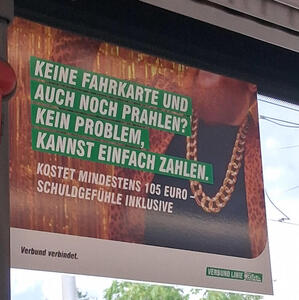 KEINE FAHRKARTE UND
AUCH NOCH PRAHLEN?
KEIN PROBLEM,
KANNST EINFACH ZAHLEN.
KOSTET MINDESTENS 105 EURO –
SCHULDGEFÜHLE INKLUSIVE
Verbund verbindet.
VERBUND LINIE